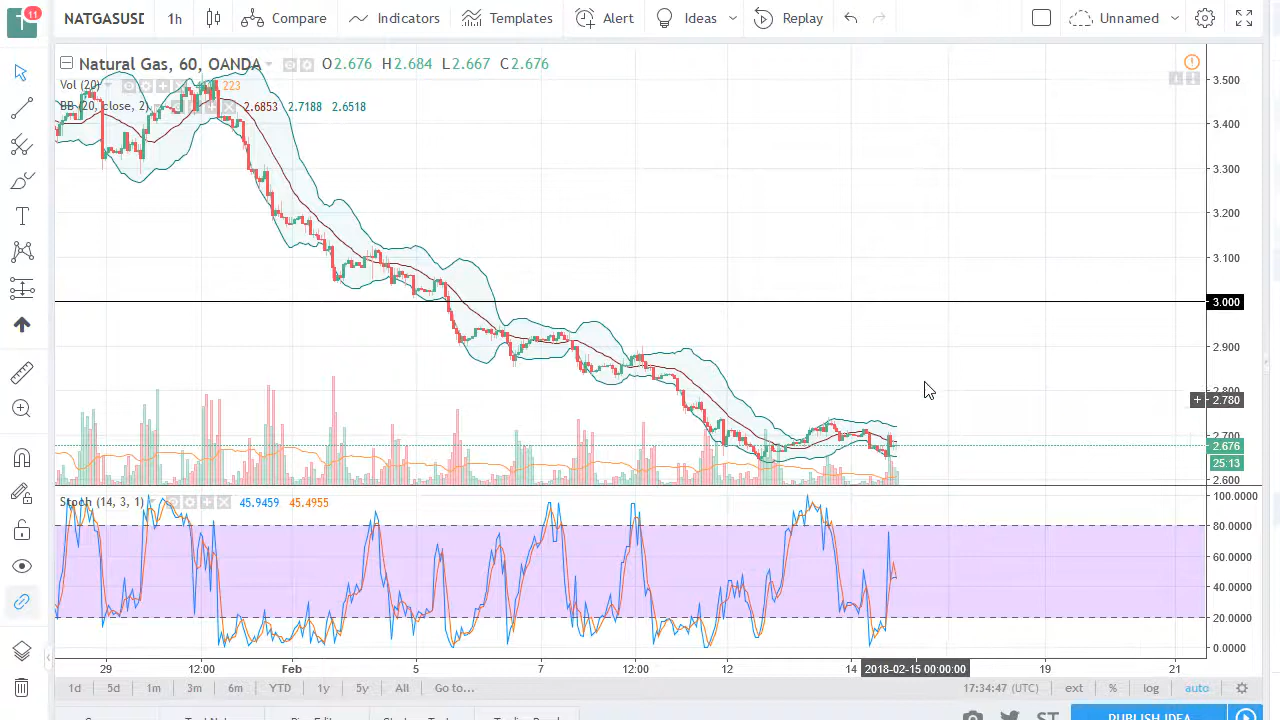 11
NATGASUSD 1h Compare Indicators Templates Alert Ideas Replay Unnamed
Natural Gas, 60, OANDA O2.676 H2.684 L2.667 C2.676
Vol (20) 223
BB (20, close, 2) 2.6853 2.7188 2.6518
3.500
3.400
3.300
3.200
3.100
3.000
2.900
2.800
2.780
2.700
2.676
25:13
2.600
Stoch (14, 3, 1) 45.9459 45.4955
100.0000
80.0000
60.0000
40.0000
20.0000
0.0000
29 12:00 Feb 5 7 12:00 12 14 2018-02-15 00:00:00 19 21
1d 5d 1m 3m 6m YTD 1y 5y All Go to... 17:34:47 (UTC) ext % log auto
ST PUBLISH IDEA